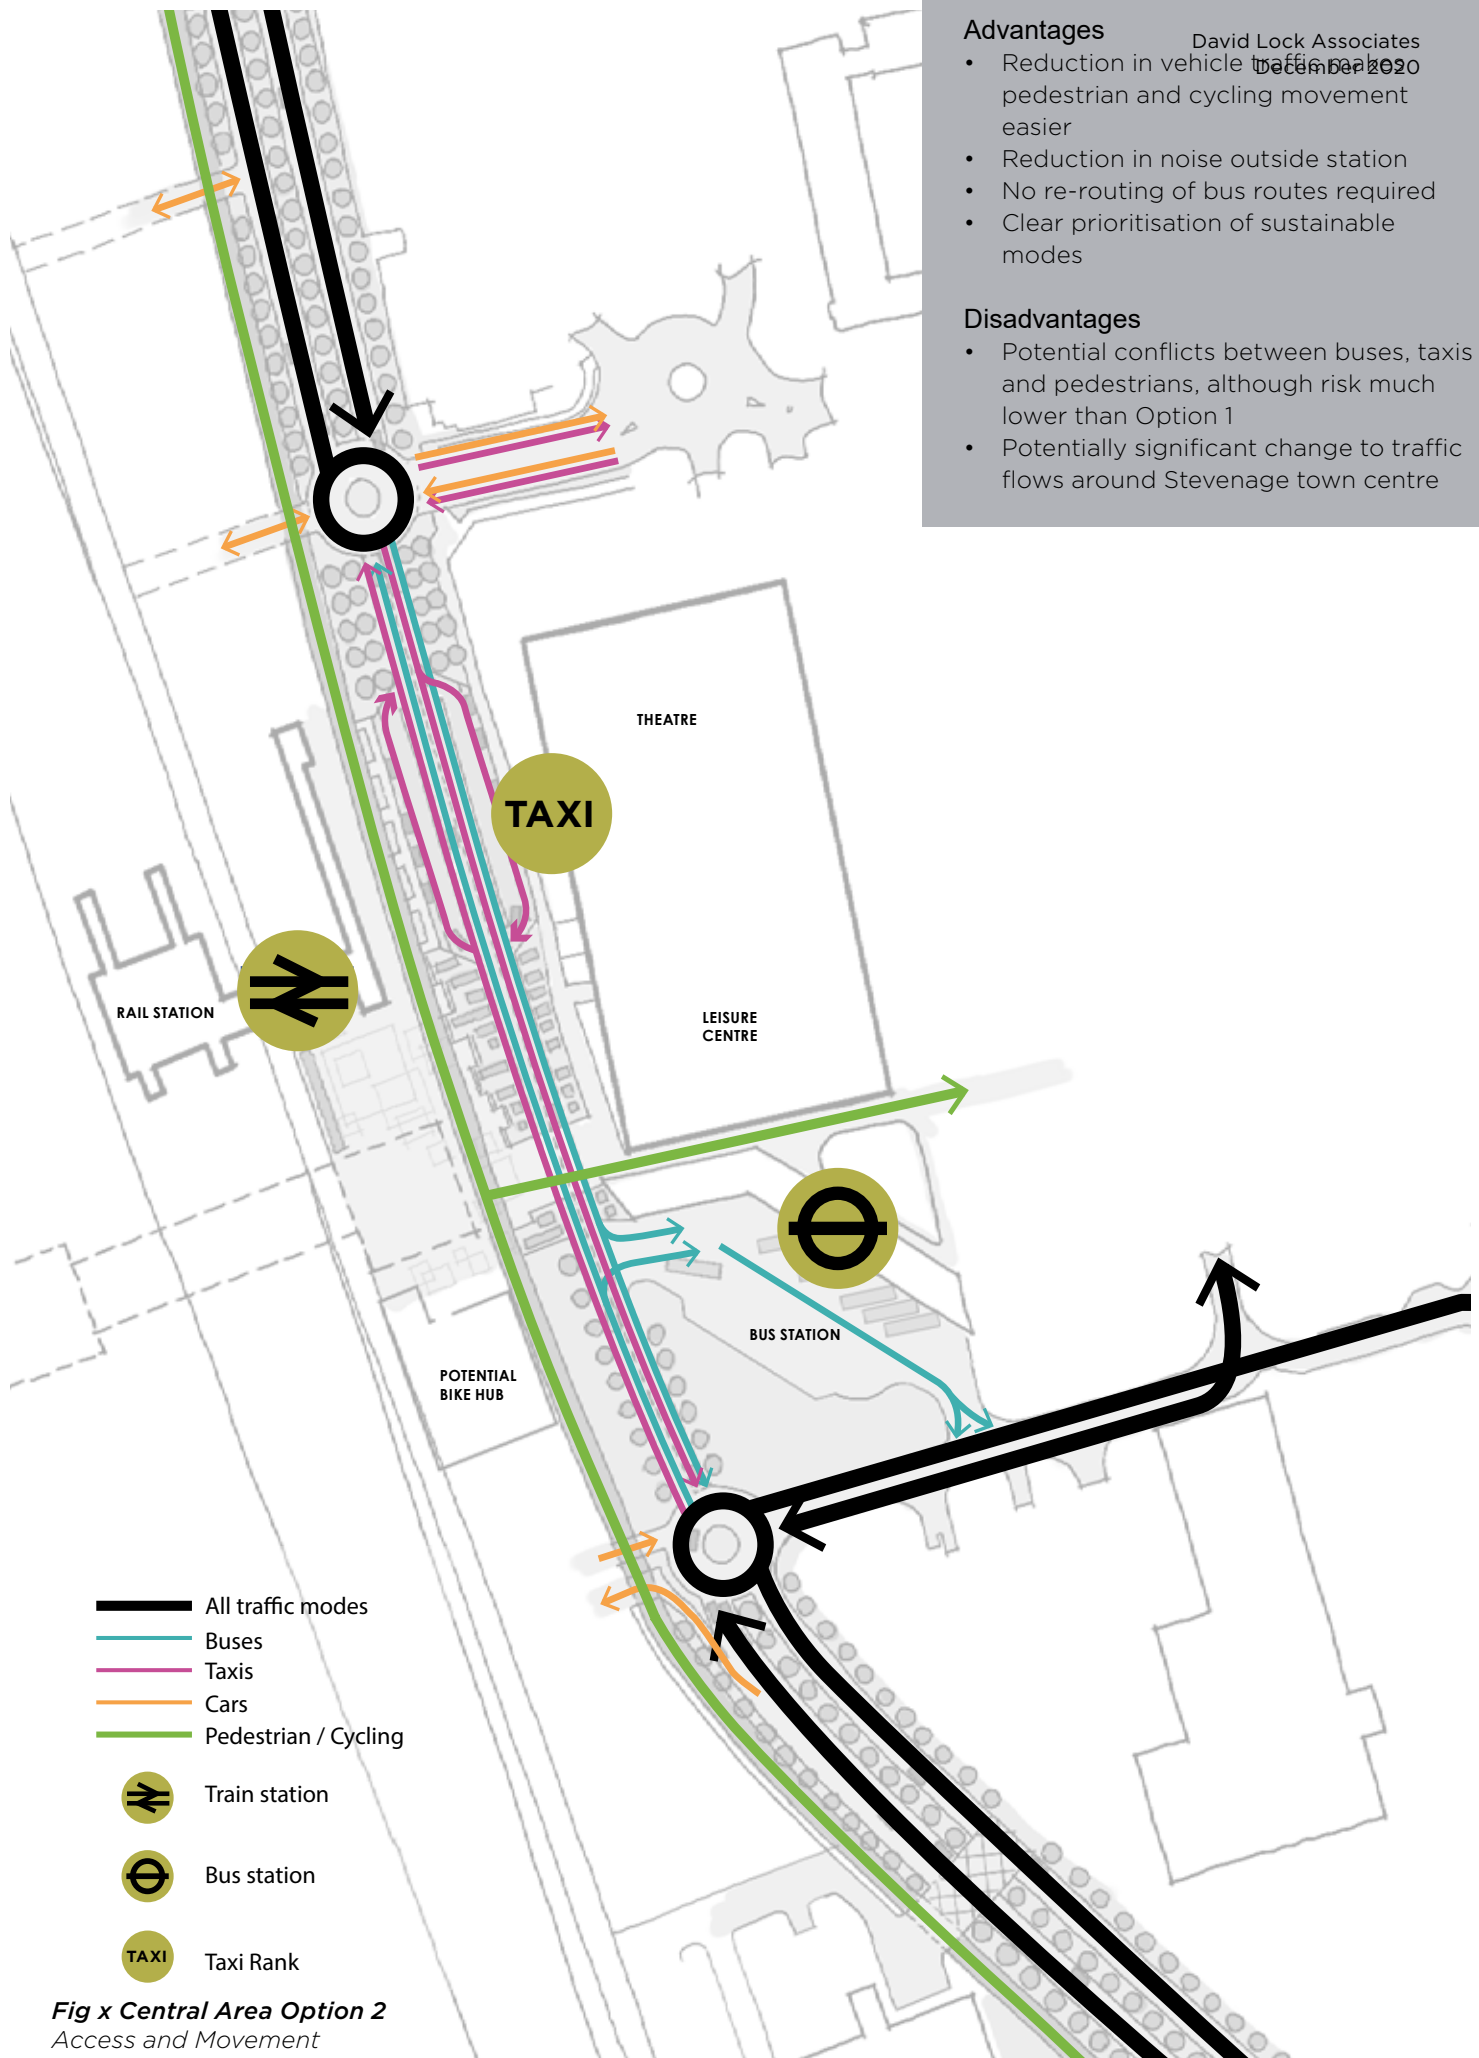 Advantages
David Lock Associates
December 2020
• Reduction in vehicle traffic makes
pedestrian and cycling movement
easier
• Reduction in noise outside station
• No re-routing of bus routes required
• Clear prioritisation of sustainable
modes
Disadvantages
• Potential conflicts between buses, taxis
and pedestrians, although risk much
lower than Option 1
• Potentially significant change to traffic
flows around Stevenage town centre
THEATRE
TAXI
RAIL STATION
LEISURE
CENTRE
BUS STATION
POTENTIAL
BIKE HUB
All traffic modes
Buses
Taxis
Cars
Pedestrian / Cycling
Train station
Bus station
TAXI
Taxi Rank
Fig x Central Area Option 2
Access and Movement